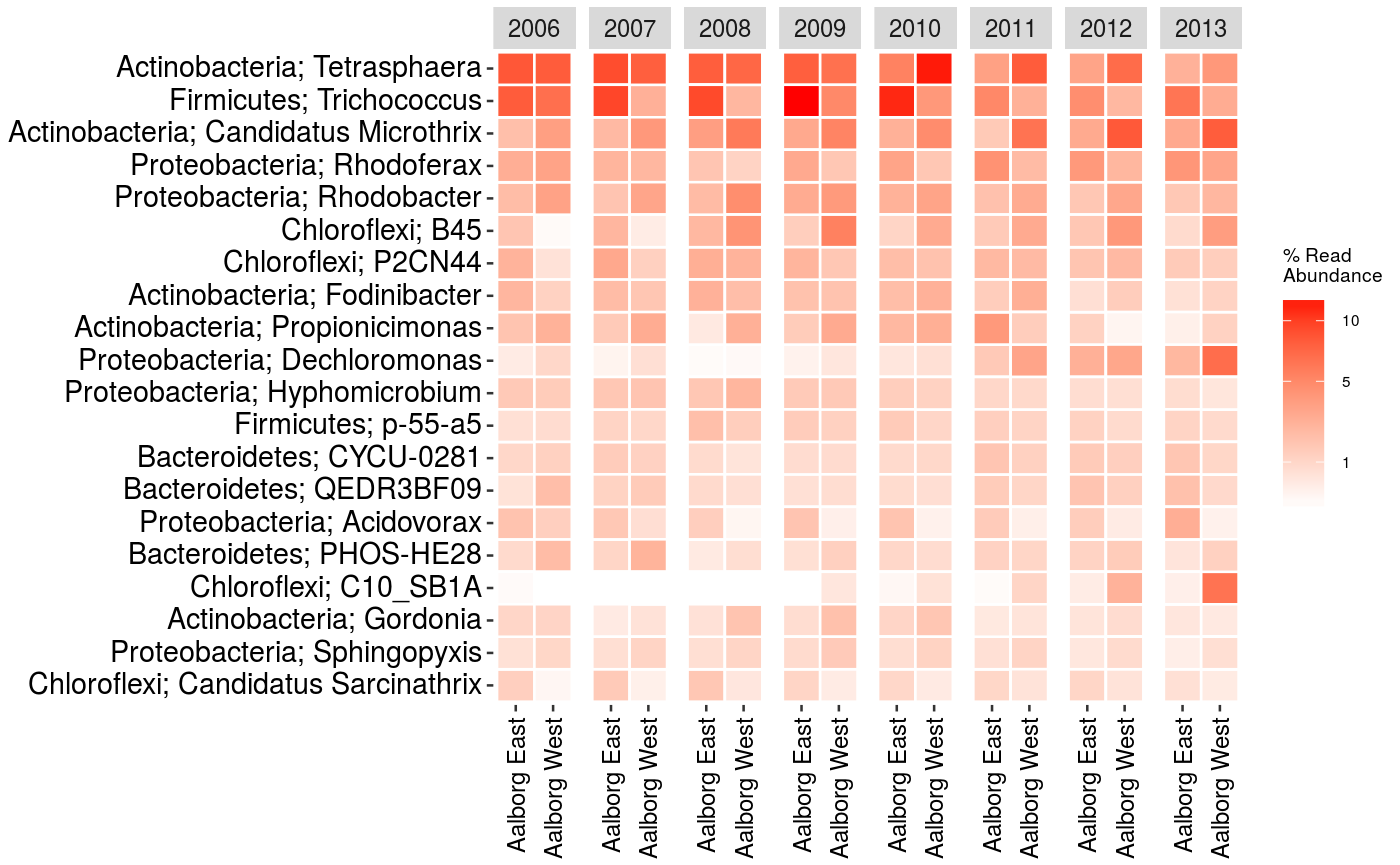 2006 2007 2008 2009 2010 2011 2012 2013
Actinobacteria; Tetrasphaera
Firmicutes; Trichococcus
Actinobacteria; Candidatus Microthrix
Proteobacteria; Rhodoferax
Proteobacteria; Rhodobacter
Chloroflexi; B45
Chloroflexi; P2CN44
Actinobacteria; Fodinibacter
Actinobacteria; Propionicimonas
Proteobacteria; Dechloromonas
Proteobacteria; Hyphomicrobium
Firmicutes; p-55-a5
Bacteroidetes; CYCU-0281
Bacteroidetes; QEDR3BF09
Proteobacteria; Acidovorax
Bacteroidetes; PHOS-HE28
Chloroflexi; C10_SB1A
Actinobacteria; Gordonia
Proteobacteria; Sphingopyxis
Chloroflexi; Candidatus Sarcinathrix
Aalborg East
Aalborg West
Aalborg East
Aalborg West
Aalborg East
Aalborg West
Aalborg East
Aalborg West
Aalborg East
Aalborg West
Aalborg East
Aalborg West
Aalborg East
Aalborg West
Aalborg East
Aalborg West
% Read
Abundance
10
5
1